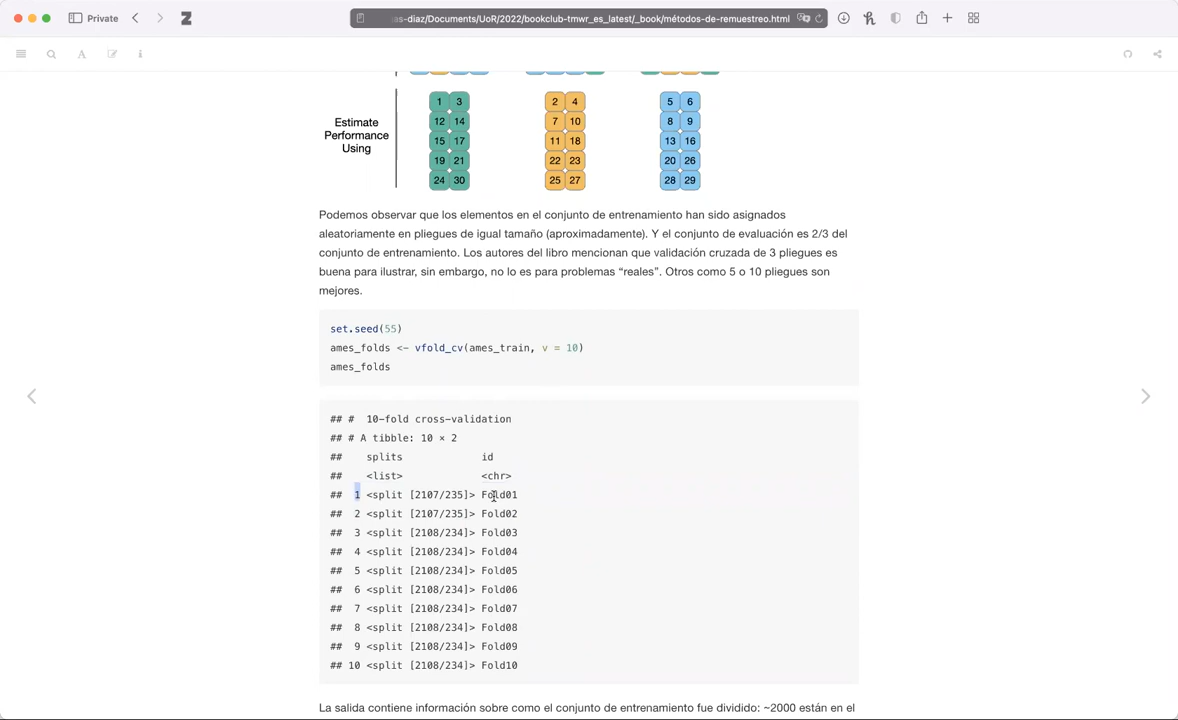 Private
as-diaz/Documents/UoR/2022/bookclub-tmwr_es_latest/_book/métodos-de-remuestreo.html
Estimate
Performance
Using
1 3
12 14
15 17
19 21
24 30
2 4
7 10
11 18
22 23
25 27
5 6
8 9
13 16
20 26
28 29
Podemos observar que los elementos en el conjunto de entrenamiento han sido asignados
aleatoriamente en pliegues de igual tamaño (aproximadamente). Y el conjunto de evaluación es 2/3 del
conjunto de entrenamiento. Los autores del libro mencionan que validación cruzada de 3 pliegues es
buena para ilustrar, sin embargo, no lo es para problemas “reales”. Otros como 5 o 10 pliegues son
mejores.
set.seed(55)
ames_folds <- vfold_cv(ames_train, v = 10)
ames_folds
## #  10-fold cross-validation
## # A tibble: 10 × 2
##    splits             id
##    <list>             <chr>
##  1 <split [2107/235]> Fold01
##  2 <split [2107/235]> Fold02
##  3 <split [2108/234]> Fold03
##  4 <split [2108/234]> Fold04
##  5 <split [2108/234]> Fold05
##  6 <split [2108/234]> Fold06
##  7 <split [2108/234]> Fold07
##  8 <split [2108/234]> Fold08
##  9 <split [2108/234]> Fold09
## 10 <split [2108/234]> Fold10
La salida contiene información sobre como el conjunto de entrenamiento fue dividido: ~2000 están en el